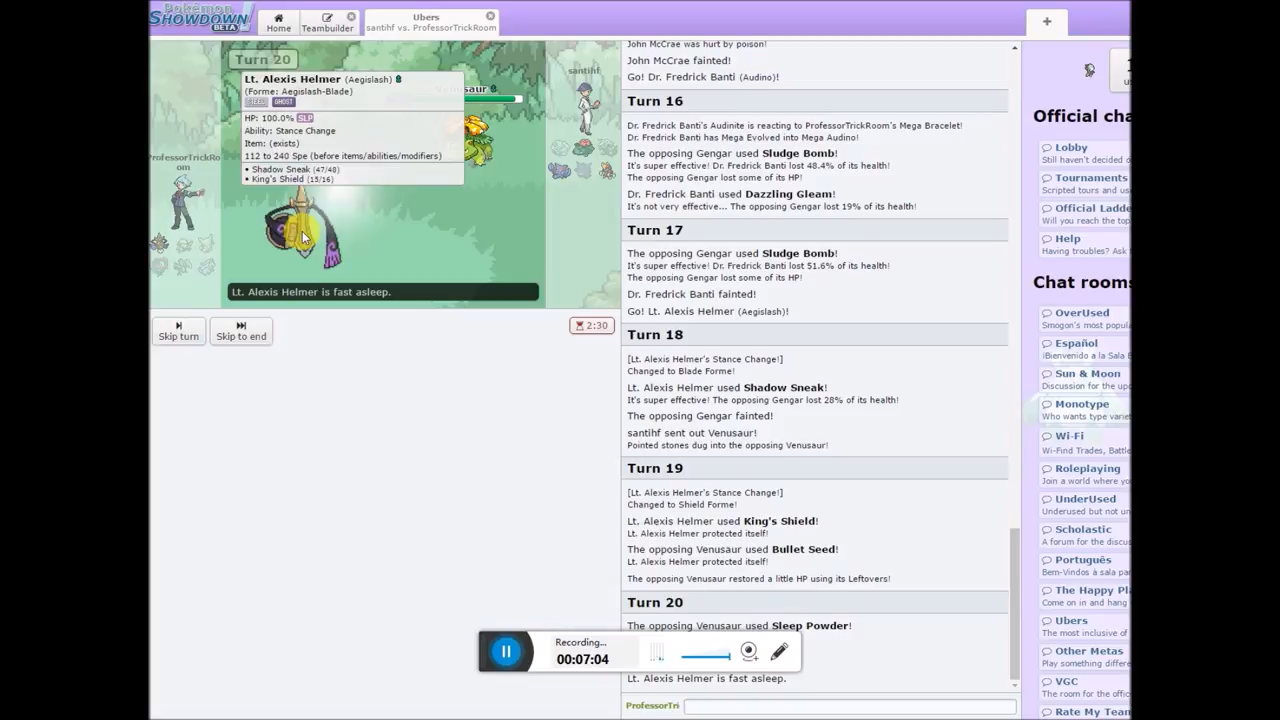 Pokémon
SHOWDOWN
BETA
Home
Teambuilder
Ubers
santihf vs. ProfessorTrickRoom
+
Turn 20
Lt. Alexis Helmer (Aegislash)
(Forme: Aegislash-Blade)
STEEL GHOST
HP: 100.0% SLP
Ability: Stance Change
Item: (exists)
112 to 240 Spe (before items/abilities/modifiers)
• Shadow Sneak (47/48)
• King's Shield (15/16)
saur
santihf
ProfessorTrickRo
om
Lt. Alexis Helmer is fast asleep.
Skip turn
Skip to end
2:30
John McCrae was hurt by poison!
John McCrae fainted!
Go! Dr. Fredrick Banti (Audino)!
Turn 16
Dr. Fredrick Banti's Audinite is reacting to ProfessorTrickRoom's Mega Bracelet!
Dr. Fredrick Banti has Mega Evolved into Mega Audino!
The opposing Gengar used Sludge Bomb!
It's super effective! Dr. Fredrick Banti lost 48.4% of its health!
The opposing Gengar lost some of its HP!
Dr. Fredrick Banti used Dazzling Gleam!
It's not very effective... The opposing Gengar lost 19% of its health!
Turn 17
The opposing Gengar used Sludge Bomb!
It's super effective! Dr. Fredrick Banti lost 51.6% of its health!
The opposing Gengar lost some of its HP!
Dr. Fredrick Banti fainted!
Go! Lt. Alexis Helmer (Aegislash)!
Turn 18
[Lt. Alexis Helmer's Stance Change!]
Changed to Blade Forme!
Lt. Alexis Helmer used Shadow Sneak!
It's super effective! The opposing Gengar lost 28% of its health!
The opposing Gengar fainted!
santihf sent out Venusaur!
Pointed stones dug into the opposing Venusaur!
Turn 19
[Lt. Alexis Helmer's Stance Change!]
Changed to Shield Forme!
Lt. Alexis Helmer used King's Shield!
Lt. Alexis Helmer protected itself!
The opposing Venusaur used Bullet Seed!
Lt. Alexis Helmer protected itself!
The opposing Venusaur restored a little HP using its Leftovers!
Turn 20
The opposing Venusaur used Sleep Powder!
Lt. Alexis Helmer is fast asleep.
ProfessorTri
Recording...
00:07:04
Official cha
Lobby
Still haven't decided o
Tournaments
Scripted tours and us
Official Ladde
Will you reach the top
Help
Having troubles? Ask
Chat rooms
OverUsed
Smogon's most popula
Español
¡Bienvenido a la Sala E
Sun & Moon
Discussion for the up
Monotype
Who wants type varie
Wi-Fi
Wi-Find Trades, Battle
Roleplaying
Join a world where yo
UnderUsed
Underused but not un
Scholastic
A forum for the discus
Português
Bem-Vindos à sala par
The Happy Pl
Come on in and hang
Ubers
The most inclusive of
Other Metas
Play something differe
VGC
The room for the offic
Rate My Team